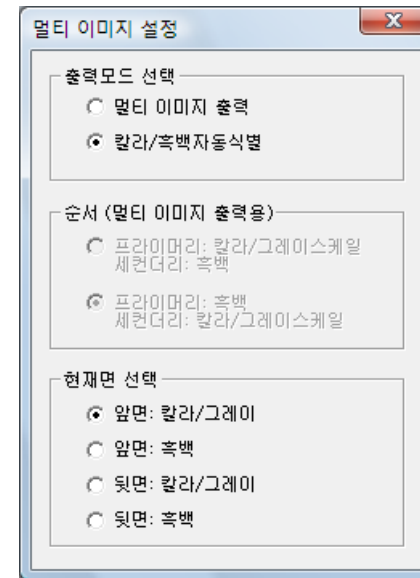 멀티 이미지 설정
출력모드 선택
멀티 이미지 출력
칼라/흑백자동식별
순서 (멀티 이미지 출력용)
프라이머리: 칼라/그레이스케일
세컨더리: 흑백
프라이머리: 흑백
세컨더리: 칼라/그레이스케일
현재면 선택
앞면: 칼라/그레이
앞면: 흑백
뒷면: 칼라/그레이
뒷면: 흑백